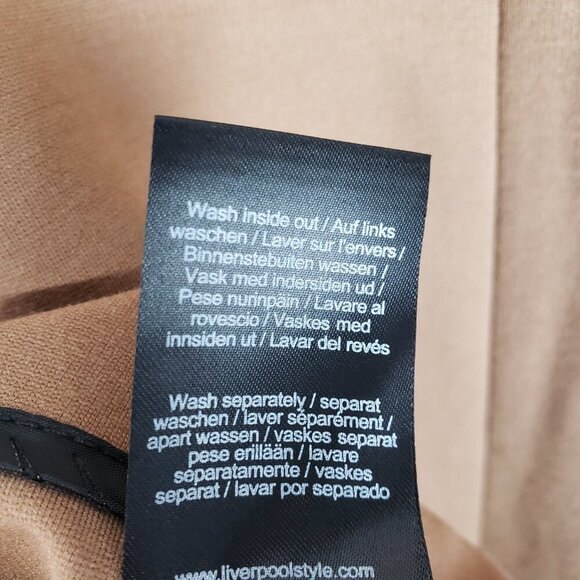 Wash inside out / Auf links
waschen / Laver sur l'envers /
Binnenstebuiten wassen /
Vask med indersiden ud /
Pese nurinpain / Lavare al
rovescio / Vaskes med
innsiden ut / Lavar del revés
Wash separately / separat
waschen / laver séparément /
apart wassen / vaskes separat
pese erillään / lavare
separatamente / vaskes
separat / lavar por separado
www.liverpoolstyle.com